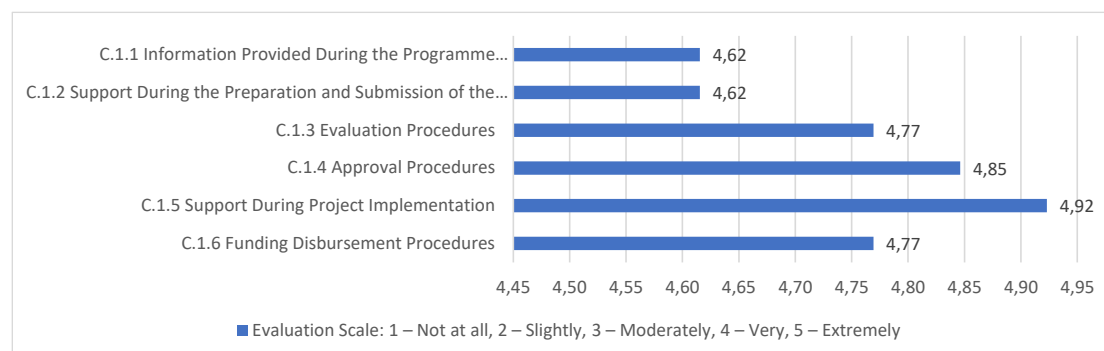 C.1.1 Information Provided During the Programme...
4,62
C.1.2 Support During the Preparation and Submission of the...
4,62
C.1.3 Evaluation Procedures
4,77
C.1.4 Approval Procedures
4,85
C.1.5 Support During Project Implementation
4,92
C.1.6 Funding Disbursement Procedures
4,77
4,45 4,50 4,55 4,60 4,65 4,70 4,75 4,80 4,85 4,90 4,95
Evaluation Scale: 1 – Not at all, 2 – Slightly, 3 – Moderately, 4 – Very, 5 – Extremely